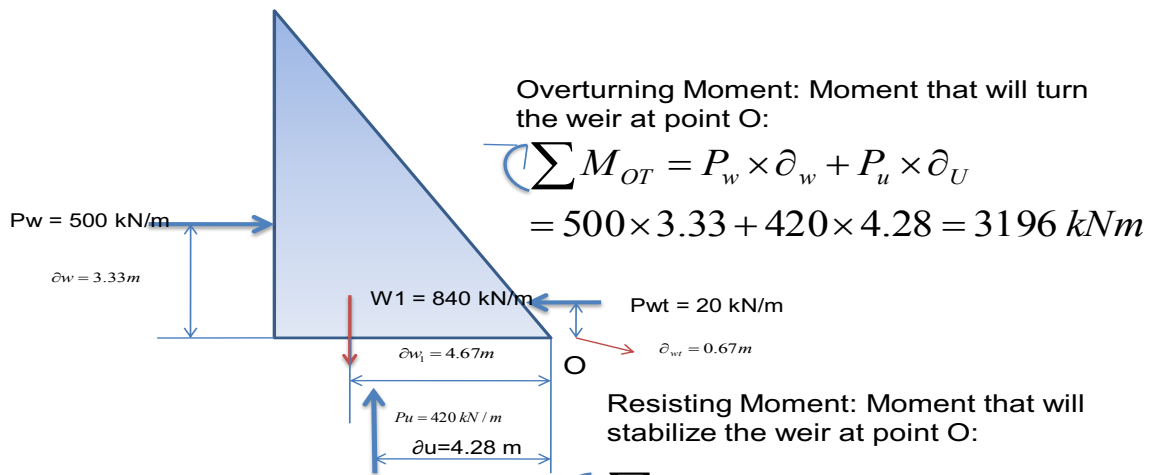 Overturning Moment: Moment that will turn
the weir at point O:
∑ M_OT = P_w × ∂_w + P_u × ∂_U
= 500 × 3.33 + 420 × 4.28 = 3196 kNm
Pw = 500 kN/m
∂w = 3.33m
W1 = 840 kN/m
Pwt = 20 kN/m
∂w₁ = 4.67m
∂_wt = 0.67m
O
Pu = 420 kN / m
∂u=4.28 m
Resisting Moment: Moment that will
stabilize the weir at point O: